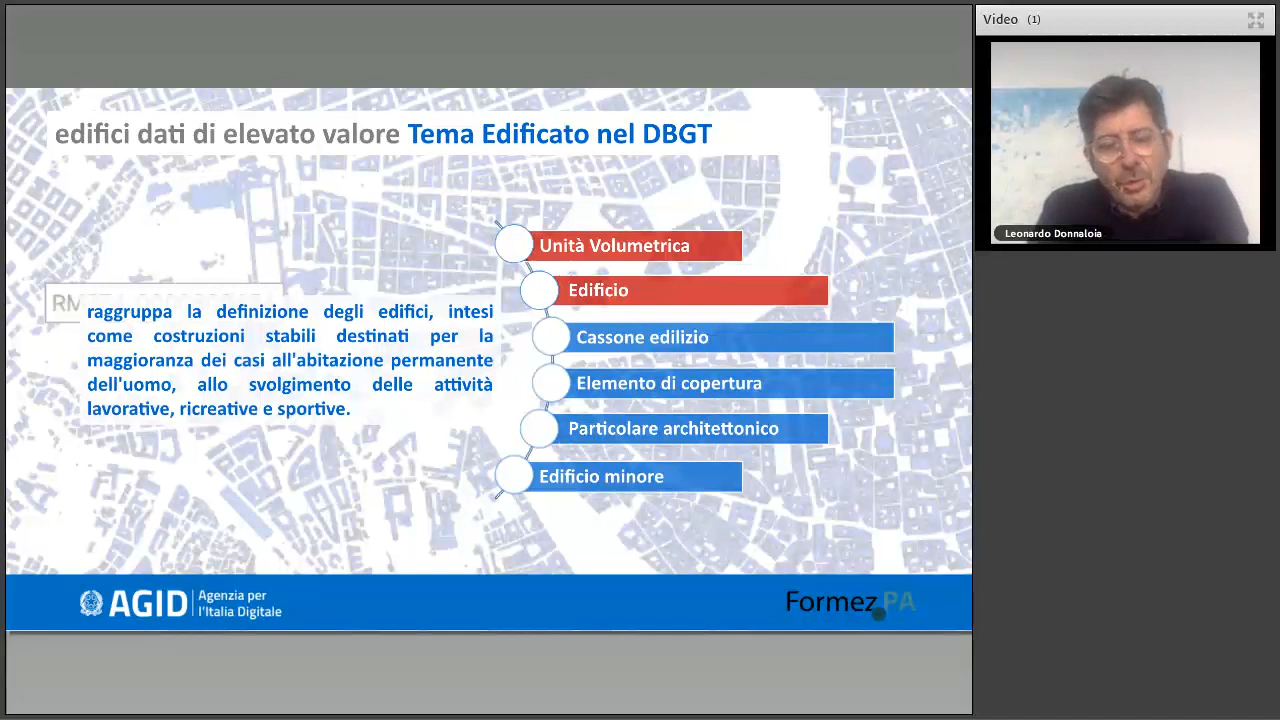 Video (1)
Leonardo Donnaloia
edifici dati di elevato valore Tema Edificato nel DBGT
Unità Volumetrica
Edificio
Cassone edilizio
Elemento di copertura
Particolare architettonico
Edificio minore
raggruppa la definizione degli edifici, intesi
come costruzioni stabili destinati per la
maggioranza dei casi all'abitazione permanente
dell'uomo, allo svolgimento delle attività
lavorative, ricreative e sportive.
AGID
Agenzia per
l'Italia Digitale
Formez PA